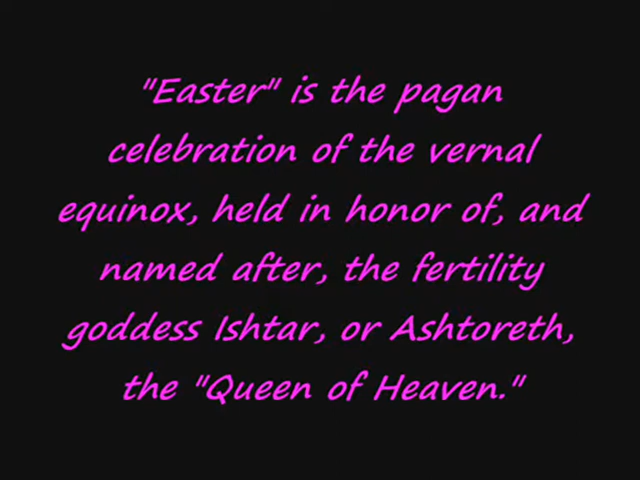 "Easter" is the pagan
celebration of the vernal
equinox, held in honor of, and
named after, the fertility
goddess Ishtar, or Ashtoreth,
the "Queen of Heaven."